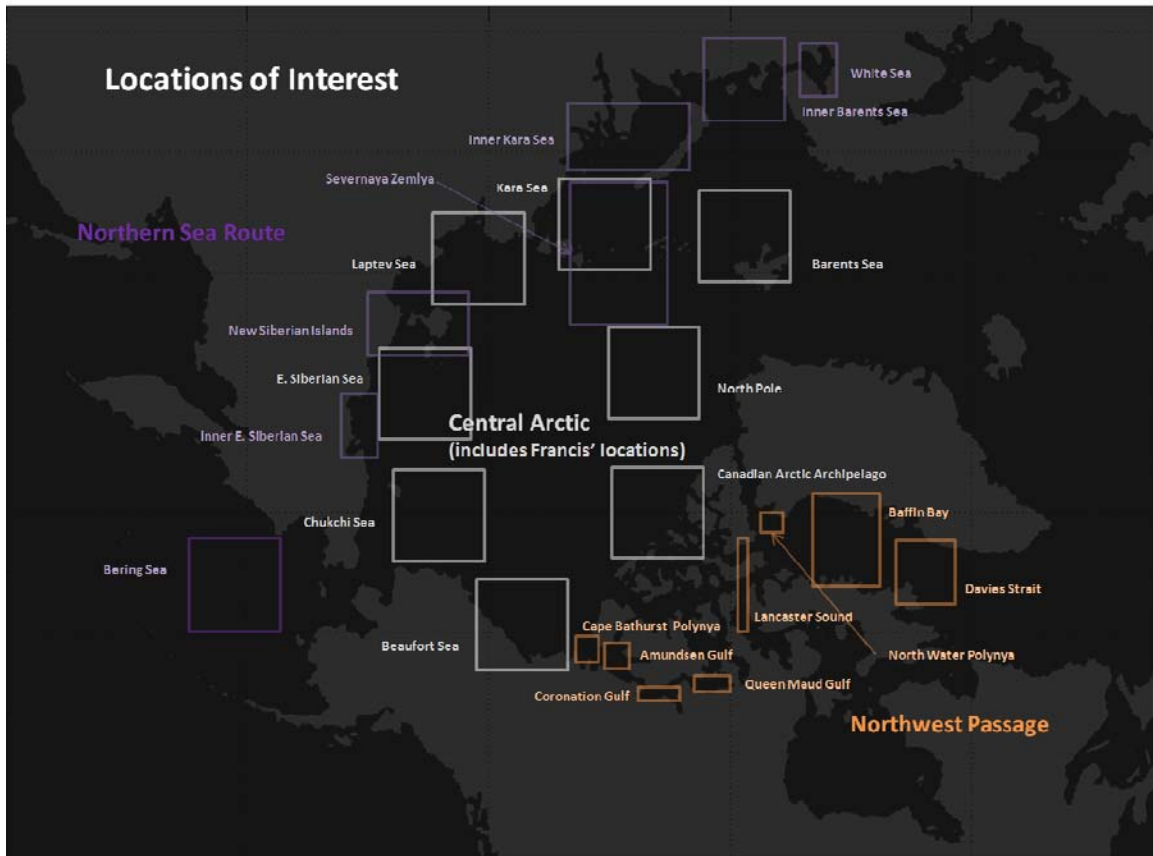 Locations of Interest
White Sea
Inner Barents Sea
Inner Kara Sea
Severnaya Zemlya
Kara Sea
Northern Sea Route
Laptev Sea
Barents Sea
New Siberian Islands
E. Siberian Sea
North Pole
Central Arctic
(includes Francis' locations)
Inner E. Siberian Sea
Canadian Arctic Archipelago
Chukchi Sea
Baffin Bay
Bering Sea
Davies Strait
Lancaster Sound
Cape Bathurst Polynya
Beaufort Sea
Amundsen Gulf
North Water Polynya
Coronation Gulf
Queen Maud Gulf
Northwest Passage